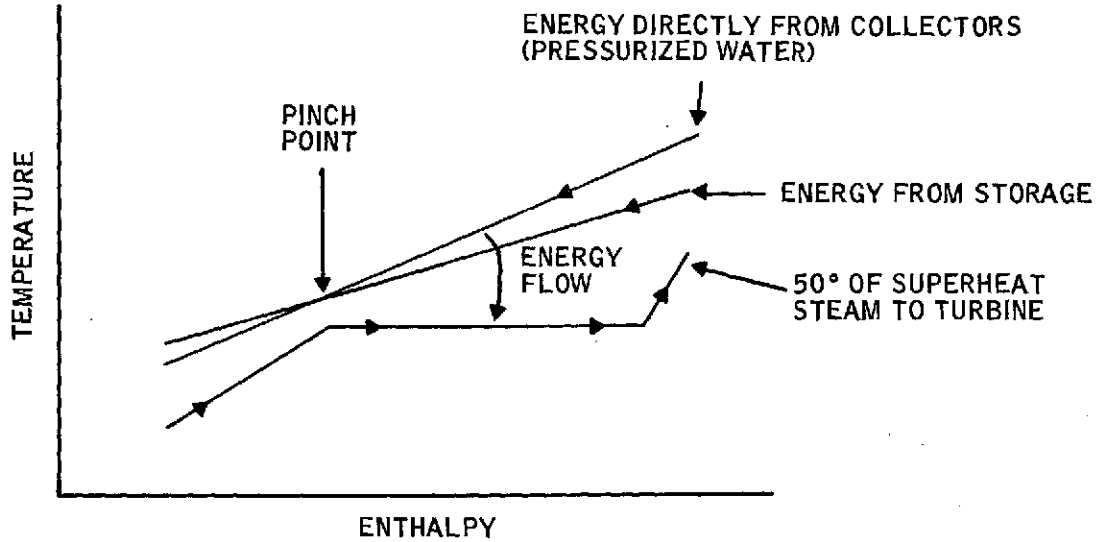 ENERGY DIRECTLY FROM COLLECTORS
(PRESSURIZED WATER)
PINCH
POINT
ENERGY FROM STORAGE
ENERGY
FLOW
50° OF SUPERHEAT
STEAM TO TURBINE
TEMPERATURE
ENTHALPY